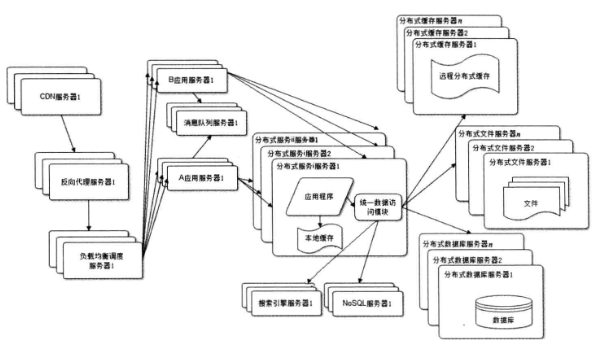 CDN服务器1
反向代理服务器1
负载均衡调度
服务器1
B应用服务器1
消息队列服务器1
A应用服务器1
分布式服务器1
分布式服务i服务器2
分布式服务i服务器1
应用程序
本地缓存
统一数据访
问模块
搜索引擎服务器1
NoSQL服务器1
分布式缓存服务器n
分布式缓存服务器2
分布式缓存服务器1
远程分布式缓存
分布式文件服务器n
分布式文件服务器2
分布式文件服务器1
文件
分布式数据库服务器n
分布式数据库服务器2
分布式数据库服务器1
数据库